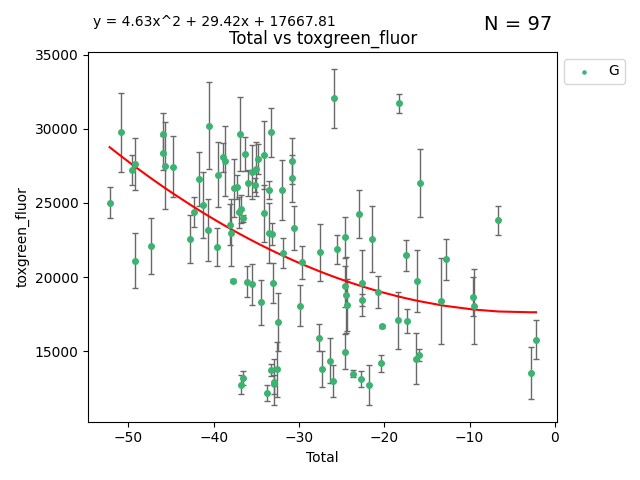 y = 4.63x^2 + 29.42x + 17667.81
N = 97
Total vs toxgreen_fluor
35000
30000
25000
20000
15000
toxgreen_fluor
−50
−40
−30
−20
−10
0
Total
G